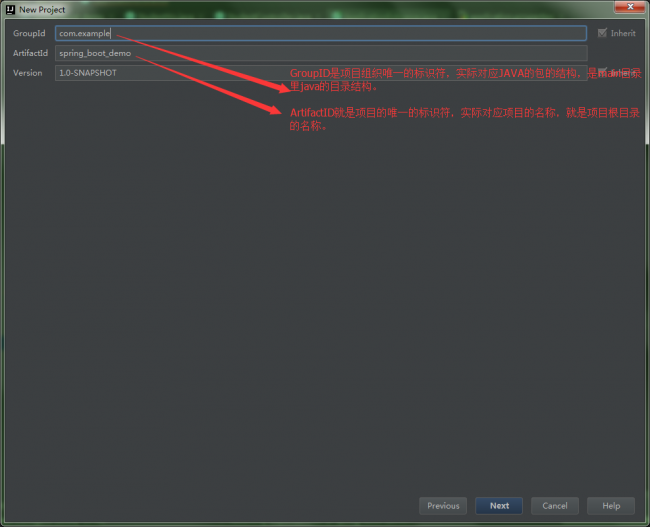 New Project
GroupId com.example Inherit
ArtifactId spring_boot_demo
Version 1.0-SNAPSHOT Inherit
GroupID是项目组织唯一的标识符，实际对应JAVA的包的结构，是main目录
里java的目录结构。
ArtifactID就是项目的唯一的标识符，实际对应项目的名称，就是项目根目录
的名称。
Previous Next Cancel Help